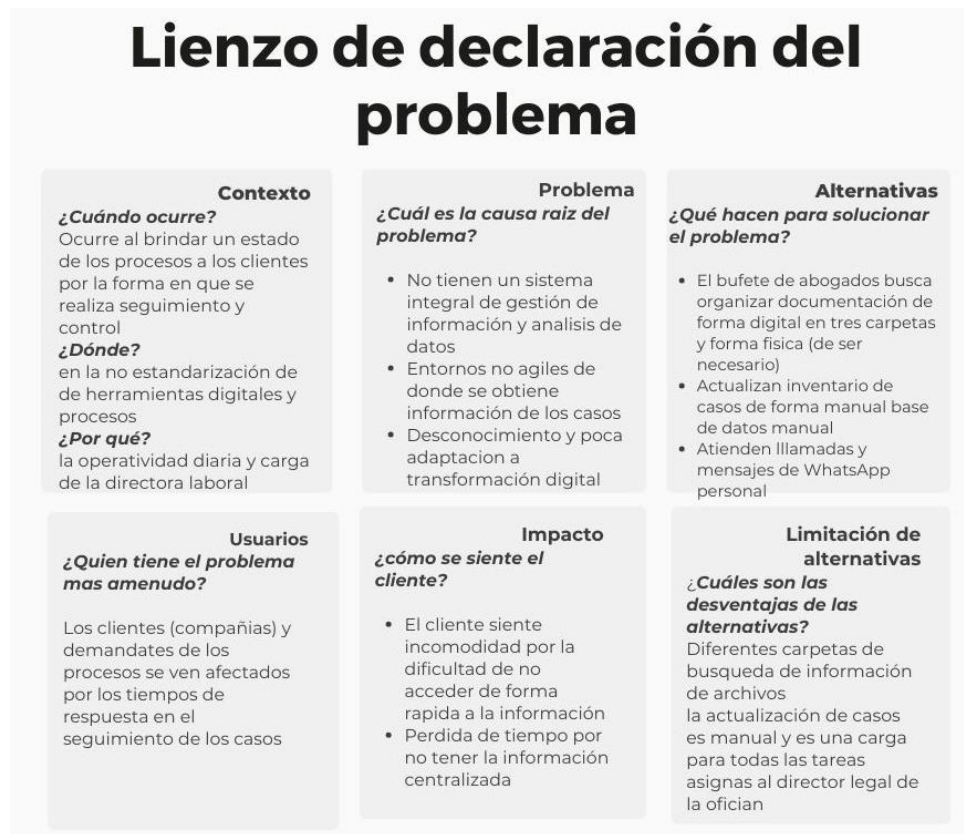 Lienzo de declaración del
problema
Contexto
¿Cuándo ocurre?
Ocurre al brindar un estado
de los procesos a los clientes
por la forma en que se
realiza seguimiento y
control
¿Dónde?
en la no estandarización de
de herramientas digitales y
procesos
¿Por qué?
la operatividad diaria y carga
de la directora laboral
Problema
¿Cuál es la causa raiz del
problema?
• No tienen un sistema
integral de gestión de
información y analisis de
datos
• Entornos no agiles de
donde se obtiene
información de los casos
• Desconocimiento y poca
adaptacion a
transformación digital
Alternativas
¿Qué hacen para solucionar
el problema?
• El bufete de abogados busca
organizar documentación de
forma digital en tres carpetas
y forma fisica (de ser
necesario)
• Actualizan inventario de
casos de forma manual base
de datos manual
• Atienden lllamadas y
mensajes de WhatsApp
personal
Usuarios
¿Quien tiene el problema
mas amenudo?
Los clientes (compañias) y
demandates de los
procesos se ven afectados
por los tiempos de
respuesta en el
seguimiento de los casos
Impacto
¿cómo se siente el
cliente?
• El cliente siente
incomodidad por la
dificultad de no
acceder de forma
rapida a la información
• Perdida de tiempo por
no tener la información
centralizada
Limitación de
alternativas
¿Cuáles son las
desventajas de las
alternativas?
Diferentes carpetas de
busqueda de información
de archivos
la actualización de casos
es manual y es una carga
para todas las tareas
asignas al director legal de
la ofician